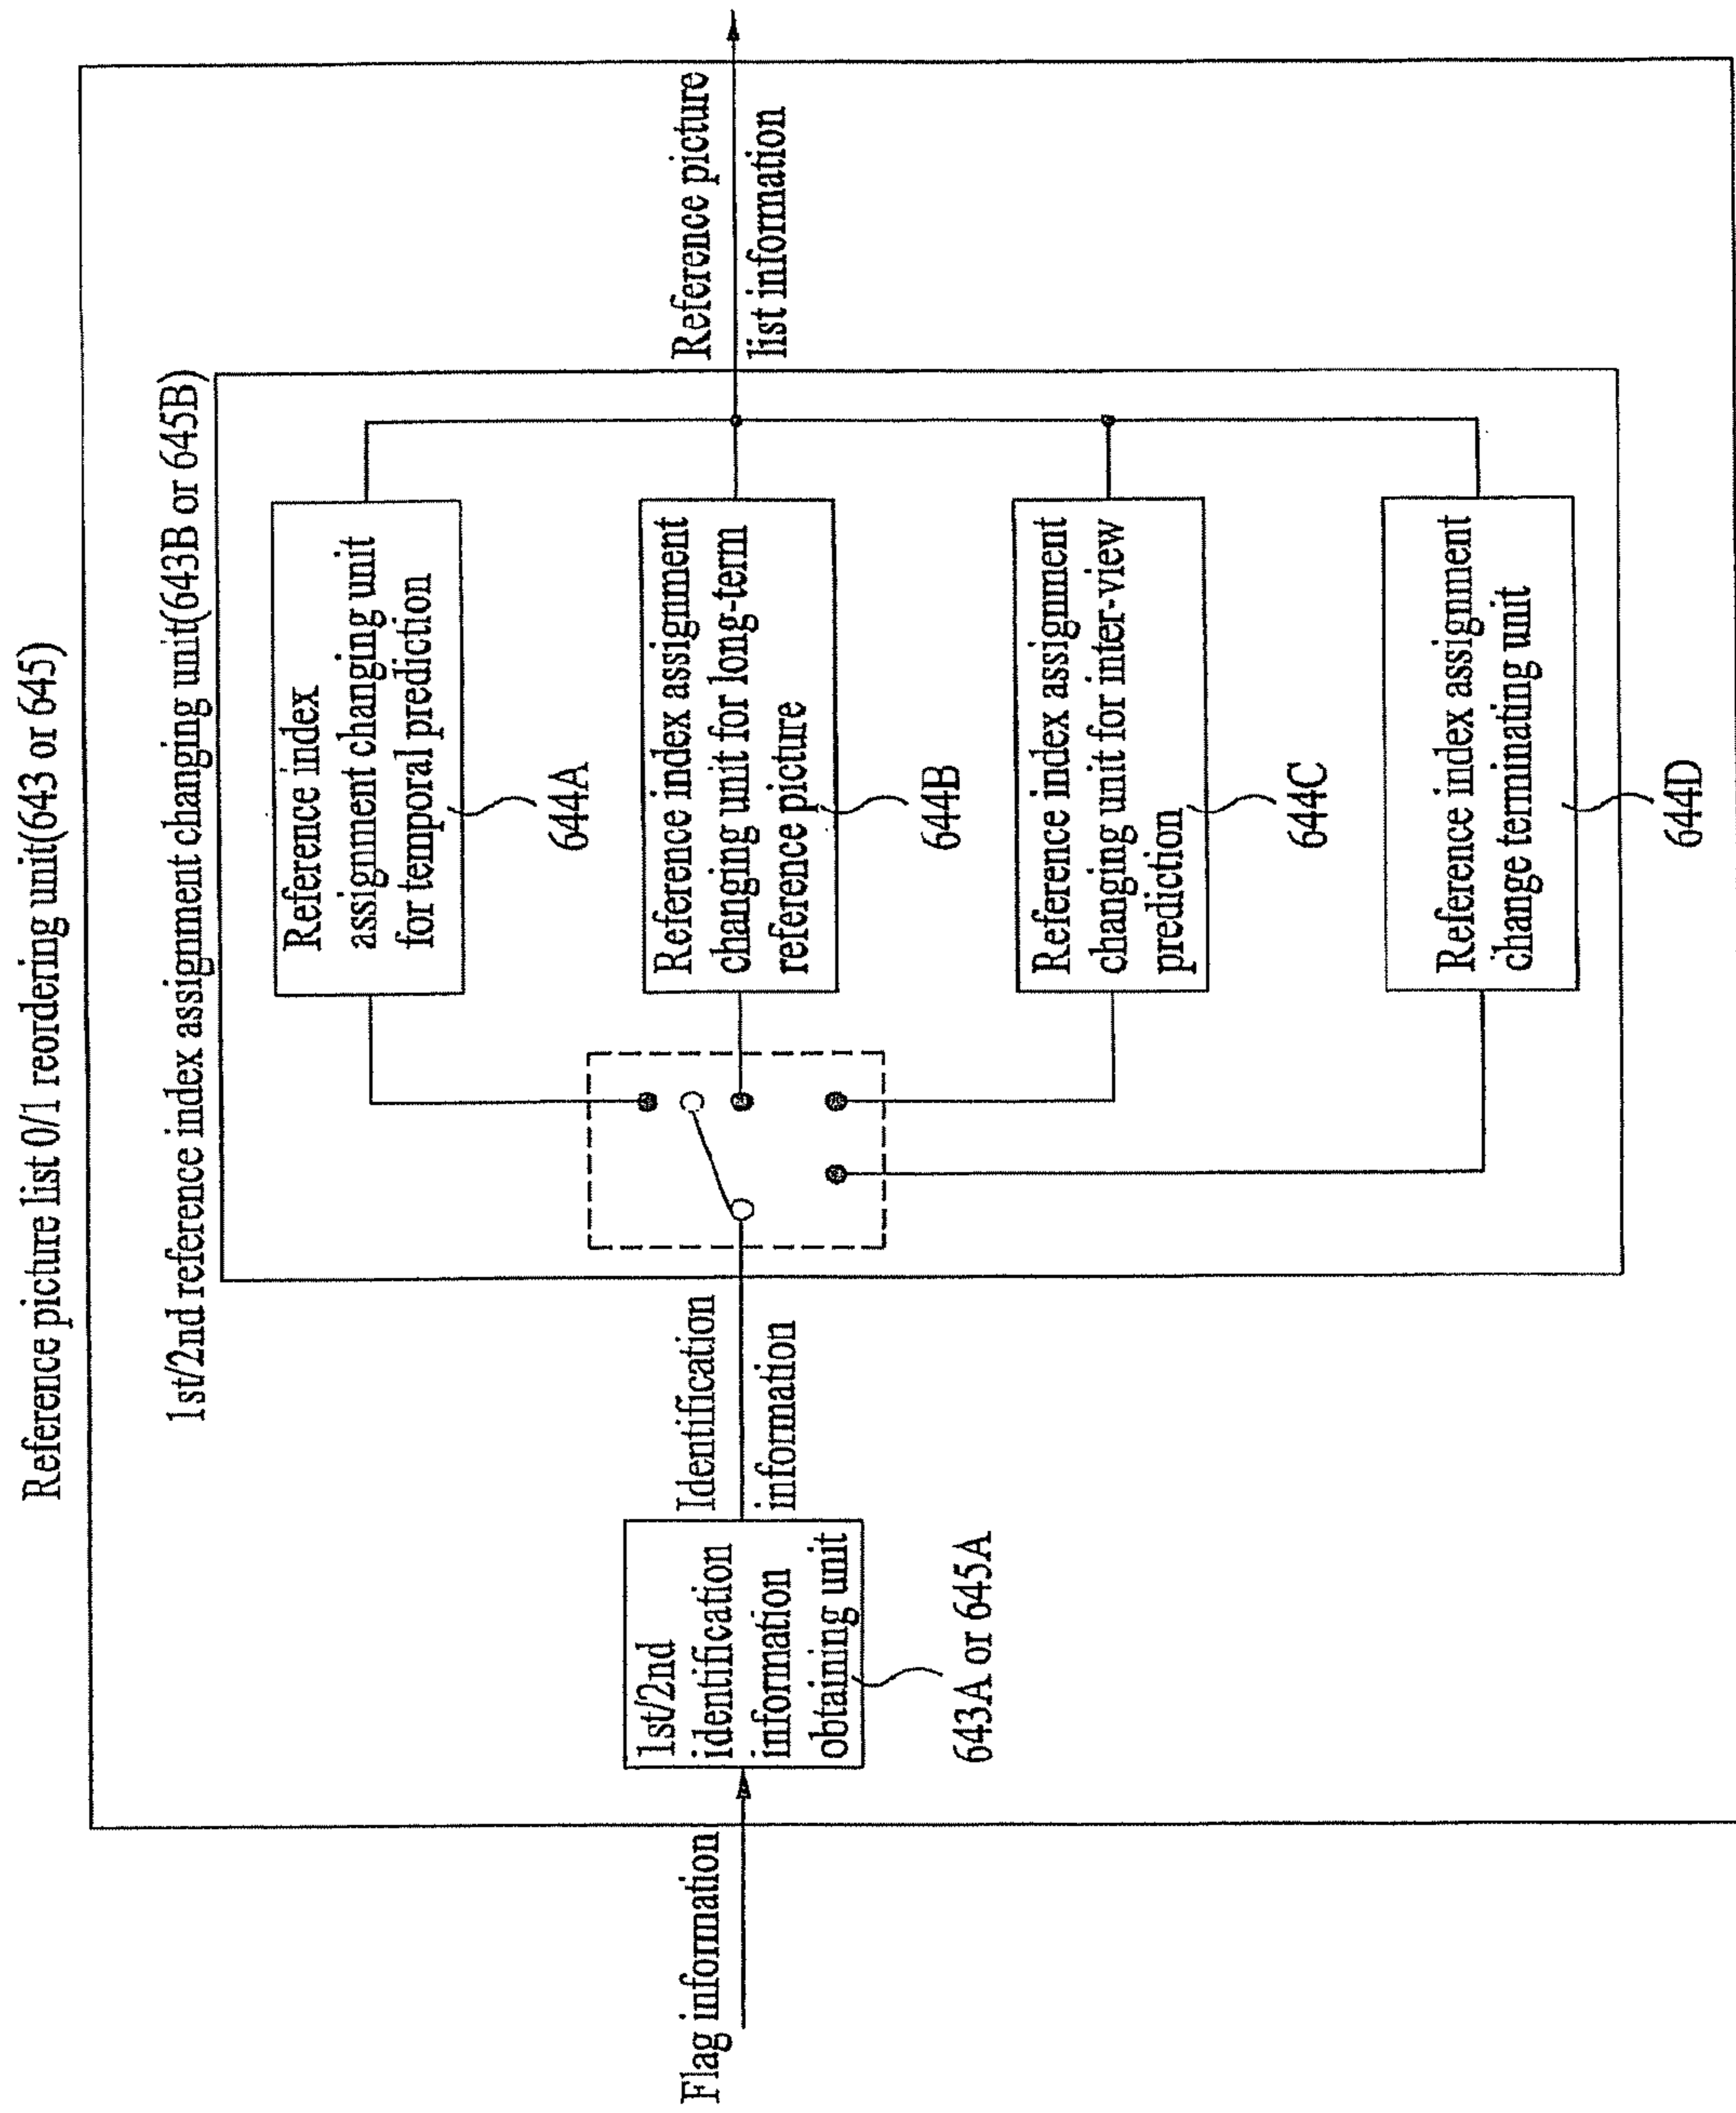 Reference picture list 0/1 reordering unit(643 or 645)
1st/2nd reference index assignment changing unit(643B or 645B)
Flag information
1st/2nd
identification
information
obtaining unit
643A or 645A
Identification
information
Reference index
assignment changing unit
for temporal prediction
644A
Reference index assignment
changing unit for long-term
reference picture
644B
Reference index assignment
changing unit for inter-view
prediction
644C
Reference index assignment
change terminating unit
644D
Reference picture
list information